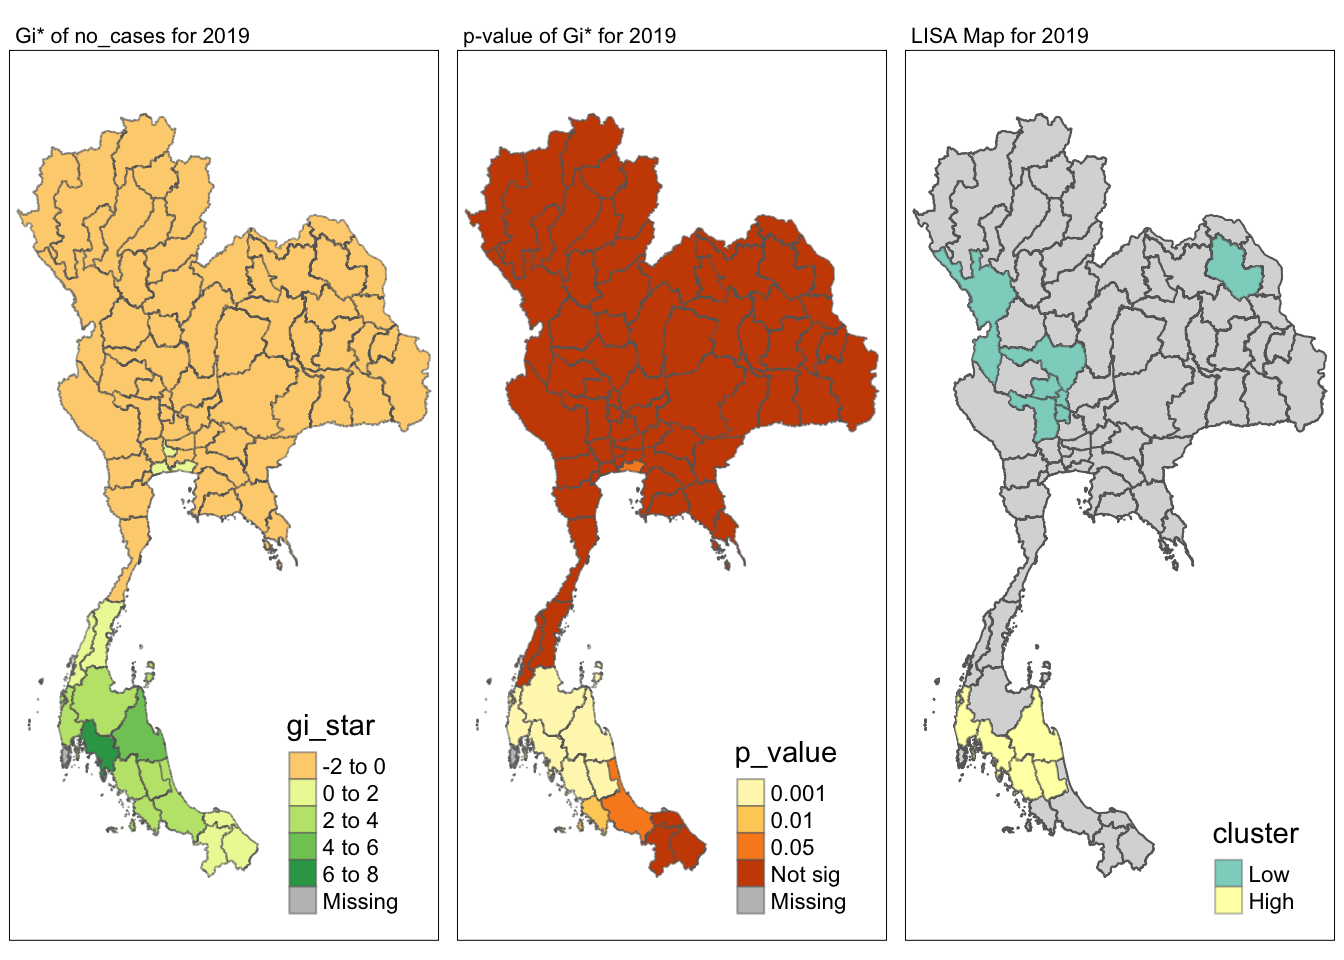 Gi* of no_cases for 2019
gi_star
-2 to 0
0 to 2
2 to 4
4 to 6
6 to 8
Missing
p-value of Gi* for 2019
p_value
0.001
0.01
0.05
Not sig
Missing
LISA Map for 2019
cluster
Low
High